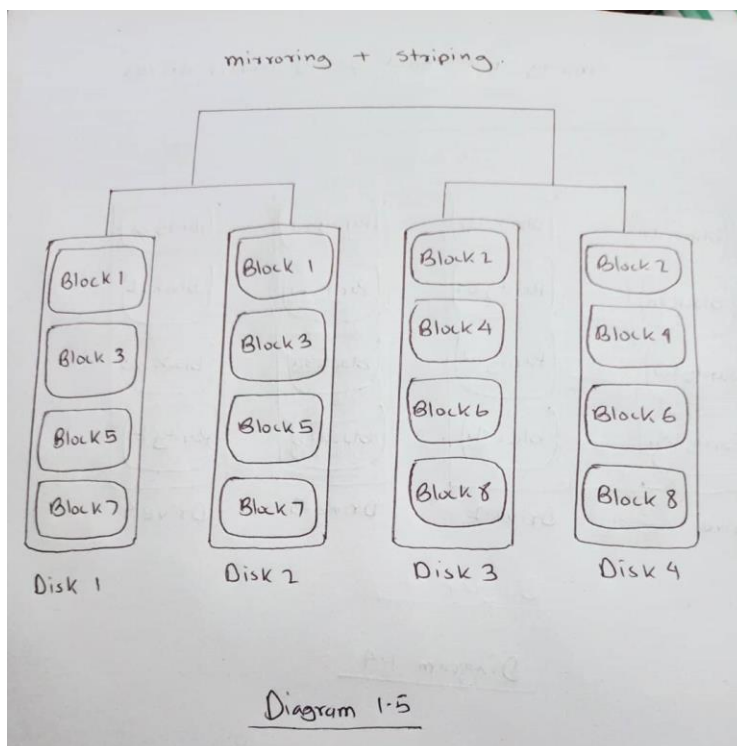 mirroring + striping.
Block 1 Block 1 Block 2 Block 2
Block 3 Block 3 Block 4 Block 4
Block 5 Block 5 Block 6 Block 6
Block 7 Block 7 Block 8 Block 8
Disk 1 Disk 2 Disk 3 Disk 4
Diagram 1.5